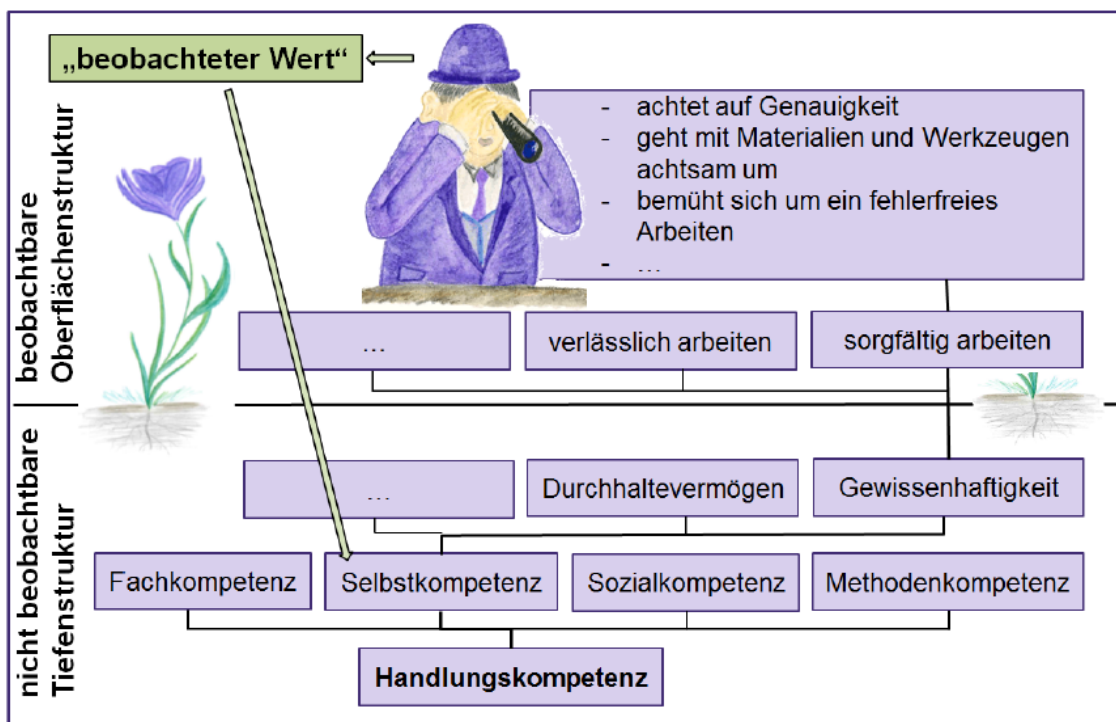 „beobachteter Wert“
beobachtbare
Oberflächenstruktur
- achtet auf Genauigkeit
- geht mit Materialien und Werkzeugen
achtsam um
- bemüht sich um ein fehlerfreies
Arbeiten
- …
…
verlässlich arbeiten
sorgfältig arbeiten
nicht beobachtbare
Tiefenstruktur
…
Durchhaltevermögen
Gewissenhaftigkeit
Fachkompetenz
Selbstkompetenz
Sozialkompetenz
Methodenkompetenz
Handlungskompetenz